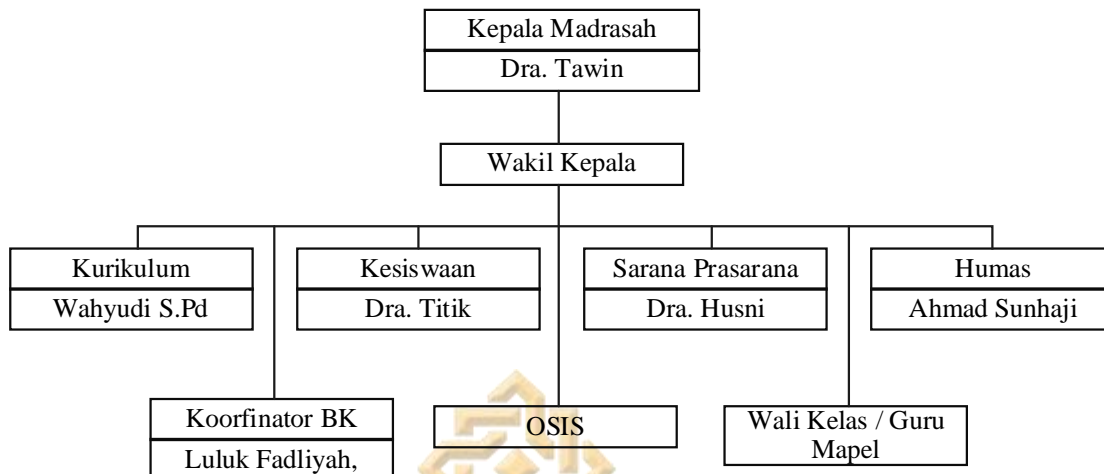 Kepala Madrasah
Dra. Tawin
Wakil Kepala
Kurikulum
Wahyudi S.Pd
Kesiswaan
Dra. Titik
Sarana Prasarana
Dra. Husni
Humas
Ahmad Sunhaji
Koorfinator BK
Luluk Fadliyah,
OSIS
Wali Kelas / Guru
Mapel